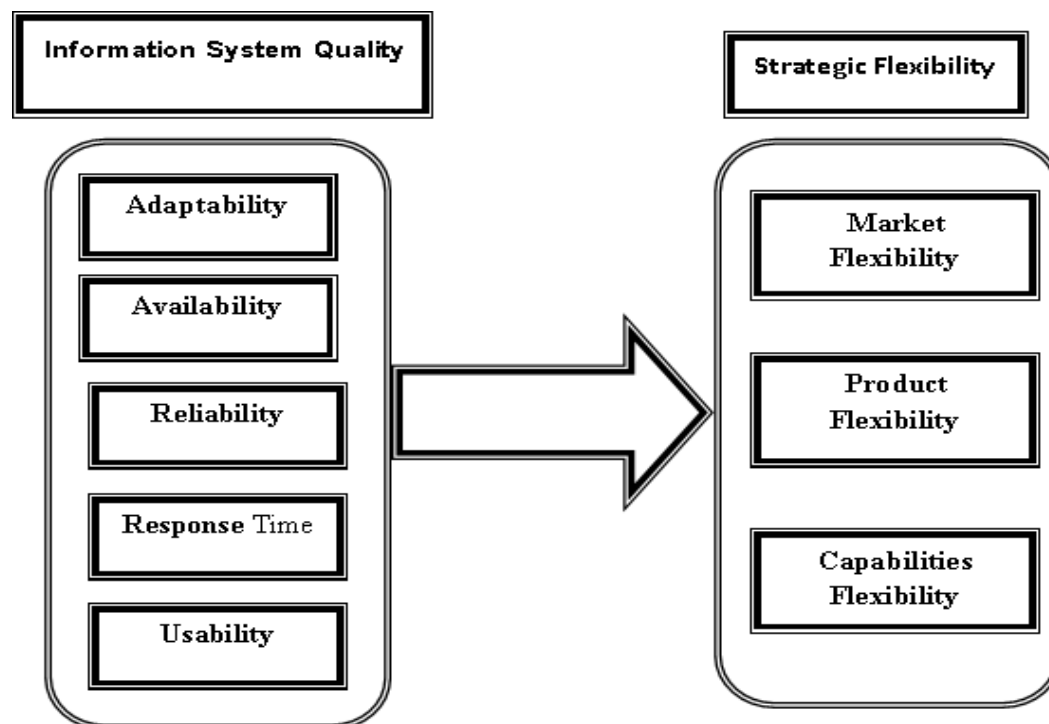 Information System Quality
Strategic Flexibility
Adaptability
Availability
Reliability
Response Time
Usability
Market
Flexibility
Product
Flexibility
Capabilities
Flexibility